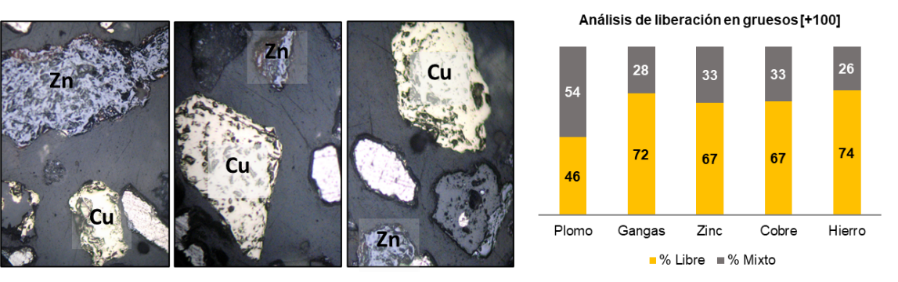 Zn
Cu
Zn
Cu
Cu
Zn
Análisis de liberación en gruesos [+100]
54
28
33
33
26
46
72
67
67
74
Plomo
Gangas
Zinc
Cobre
Hierro
% Libre
% Mixto